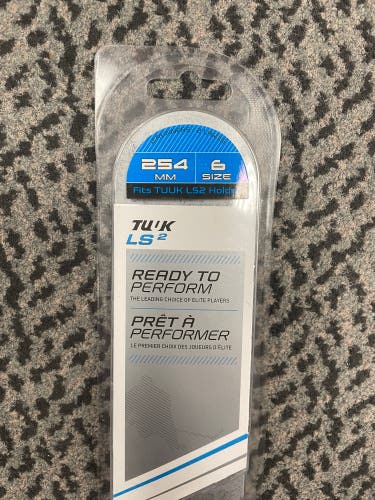 254 6
MM SIZE
Fits TUUK LS2 Holder
TUUK
LS2
READY TO
PERFORM
THE LEADING CHOICE OF ELITE PLAYERS
PRÊT À
PERFORMER
LE PREMIER CHOIX DES JOUEURS D'ÉLITE